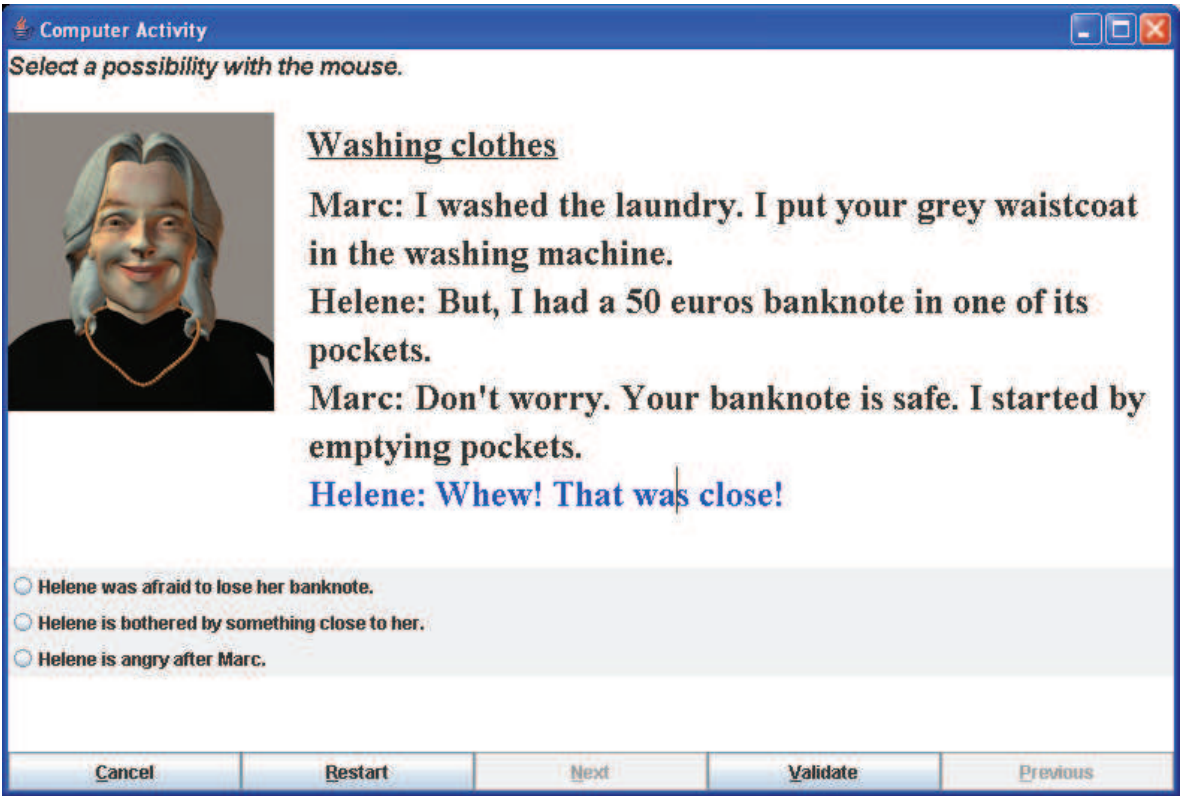 Computer Activity
Select a possibility with the mouse.
Washing clothes
Marc: I washed the laundry. I put your grey waistcoat
in the washing machine.
Helene: But, I had a 50 euros banknote in one of its
pockets.
Marc: Don't worry. Your banknote is safe. I started by
emptying pockets.
Helene: Whew! That was close!
Helene was afraid to lose her banknote.
Helene is bothered by something close to her.
Helene is angry after Marc.
Cancel Restart Next Validate Previous